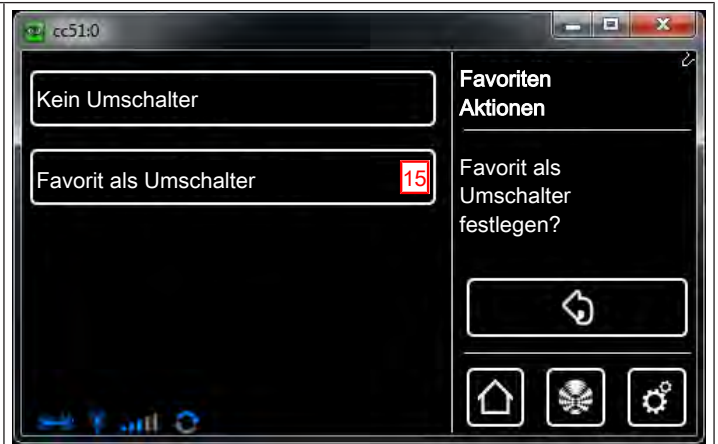 cc51:0
Kein Umschalter
Favorit als Umschalter 15
Favoriten
Aktionen
Favorit als
Umschalter
festlegen?